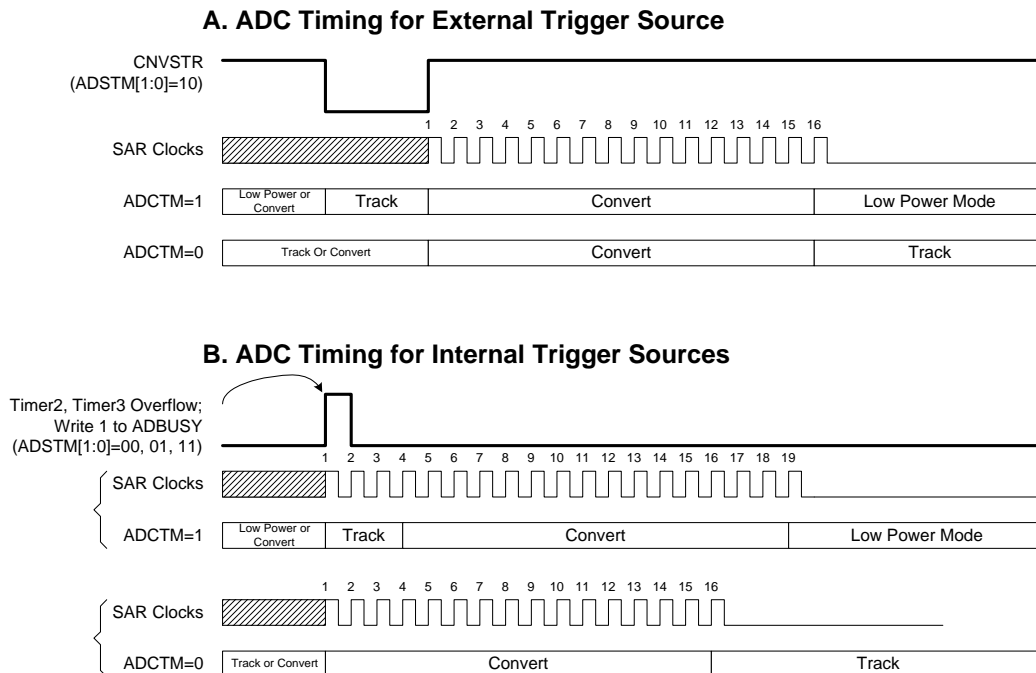 A. ADC Timing for External Trigger Source
CNVSTR
(ADSTM[1:0]=10)
1 2 3 4 5 6 7 8 9 10 11 12 13 14 15 16
SAR Clocks
ADCTM=1 Low Power or Convert Track Convert Low Power Mode
ADCTM=0 Track Or Convert Convert Track
B. ADC Timing for Internal Trigger Sources
Timer2, Timer3 Overflow;
Write 1 to ADBUSY
(ADSTM[1:0]=00, 01, 11)
1 2 3 4 5 6 7 8 9 10 11 12 13 14 15 16 17 18 19
SAR Clocks
ADCTM=1 Low Power or Convert Track Convert Low Power Mode
1 2 3 4 5 6 7 8 9 10 11 12 13 14 15 16
SAR Clocks
ADCTM=0 Track or Convert Convert Track